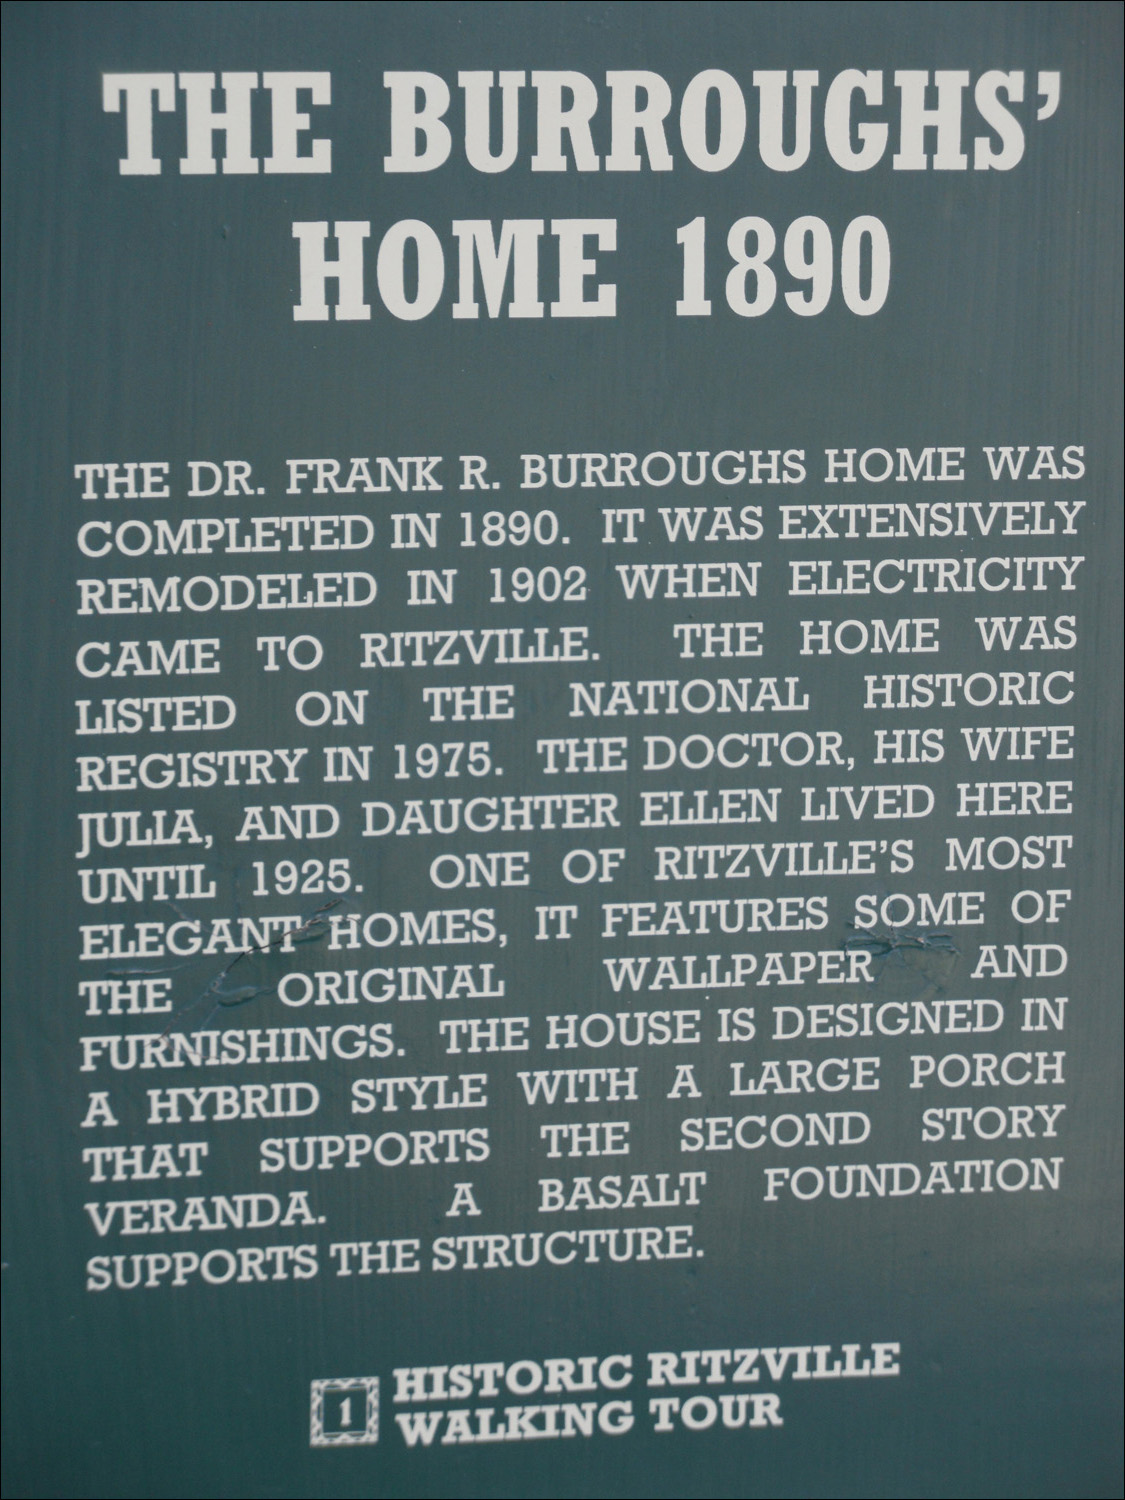 THE BURROUGHS'
HOME 1890
THE DR. FRANK R. BURROUGHS HOME WAS
COMPLETED IN 1890. IT WAS EXTENSIVELY
REMODELED IN 1902 WHEN ELECTRICITY
CAME TO RITZVILLE. THE HOME WAS
LISTED ON THE NATIONAL HISTORIC
REGISTRY IN 1975. THE DOCTOR, HIS WIFE
JULIA, AND DAUGHTER ELLEN LIVED HERE
UNTIL 1925. ONE OF RITZVILLE'S MOST
ELEGANT HOMES, IT FEATURES SOME OF
THE ORIGINAL WALLPAPER AND
FURNISHINGS. THE HOUSE IS DESIGNED IN
A HYBRID STYLE WITH A LARGE PORCH
THAT SUPPORTS THE SECOND STORY
VERANDA. A BASALT FOUNDATION
SUPPORTS THE STRUCTURE.
1 HISTORIC RITZVILLE
WALKING TOUR